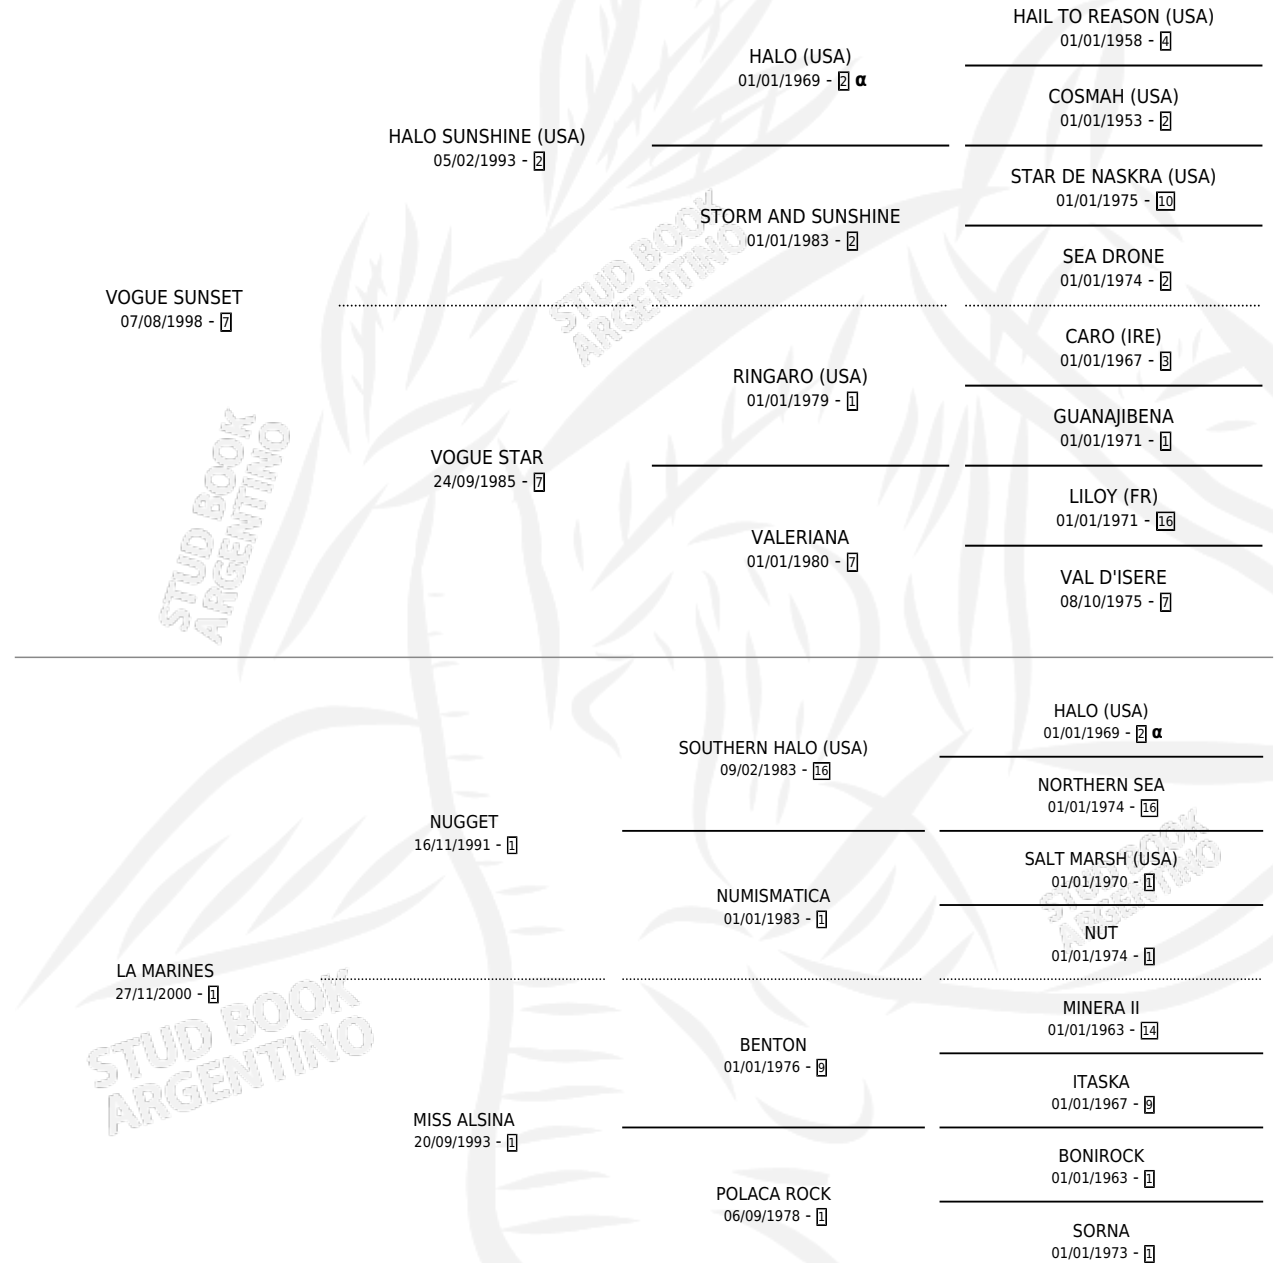 HAIL TO REASON (USA)
01/01/1958 - 4
HALO (USA)
01/01/1969 - 2 α
COSMAH (USA)
01/01/1953 - 2
HALO SUNSHINE (USA)
05/02/1993 - 2
STAR DE NASKRA (USA)
01/01/1975 - 10
STORM AND SUNSHINE
01/01/1983 - 2
SEA DRONE
01/01/1974 - 2
STUD BOOK
ARGENTINO
VOGUE SUNSET
07/08/1998 - 7
CARO (IRE)
01/01/1967 - 3
RINGARO (USA)
01/01/1979 - 1
GUANAJIBENA
01/01/1971 - 1
VOGUE STAR
24/09/1985 - 7
STUD BOOK
ARGENTINO
LILOY (FR)
01/01/1971 - 16
VALERIANA
01/01/1980 - 7
VAL D'ISERE
08/10/1975 - 7
HALO (USA)
01/01/1969 - 2 α
SOUTHERN HALO (USA)
09/02/1983 - 16
NORTHERN SEA
01/01/1974 - 16
NUGGET
16/11/1991 - 1
SALT MARSH (USA)
01/01/1970 - 1
STUD BOOK
ARGENTINO
NUMISMATICA
01/01/1983 - 1
NUT
01/01/1974 - 1
LA MARINES
27/11/2000 - 1
STUD BOOK
ARGENTINO
MINERA II
01/01/1963 - 14
BENTON
01/01/1976 - 9
ITASKA
01/01/1967 - 9
MISS ALSINA
20/09/1993 - 1
BONIROCK
01/01/1963 - 1
POLACA ROCK
06/09/1978 - 1
SORNA
01/01/1973 - 1